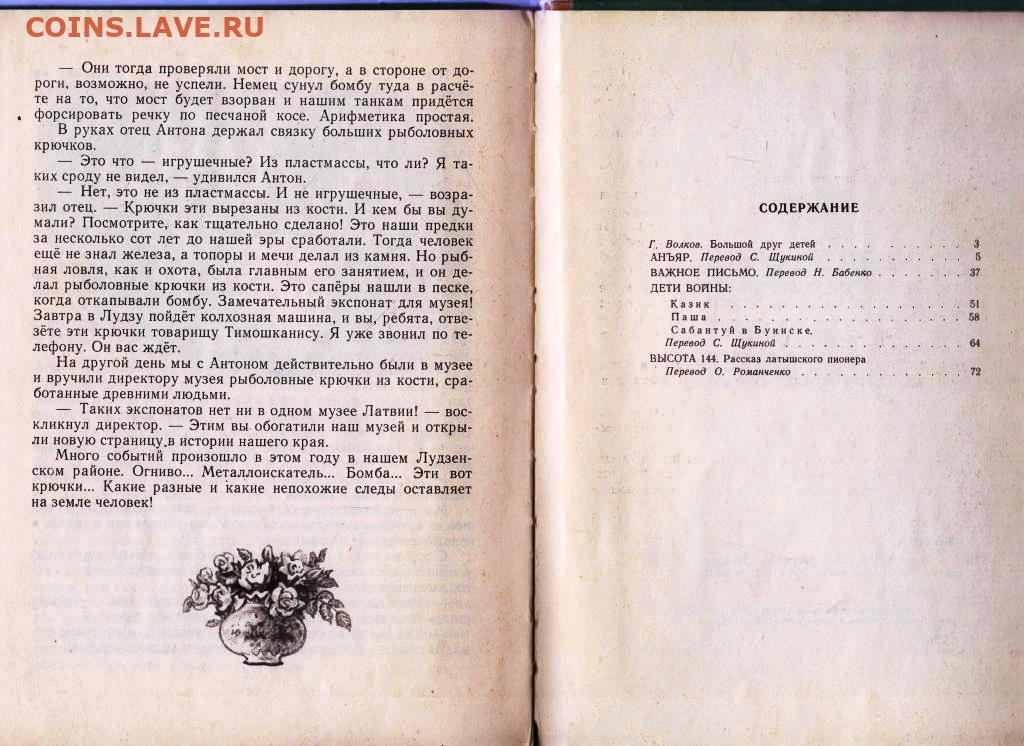 COINS.LAVE.RU
— Они тогда проверяли мост и дорогу, а в стороне от до-
роги, возможно, не успели. Немец сунул бомбу туда в расчё-
те на то, что мост будет взорван и нашим танкам придётся
форсировать речку по песчаной косе. Арифметика простая.
В руках отец Антона держал связку больших рыболовных
крючков.
— Это что — игрушечные? Из пластмассы, что ли? Я та-
ких сроду не видел, — удивился Антон.
— Нет, это не из пластмассы. И не игрушечные, — возра-
зил отец. — Крючки эти вырезаны из кости. И кем бы вы ду-
мали? Посмотрите, как тщательно сделано! Это наши предки
за несколько сот лет до нашей эры сработали. Тогда человек
ещё не знал железа, а топоры и мечи делал из камня. Но рыб-
ная ловля, как и охота, была главным его занятием, и он де-
лал рыболовные крючки из кости. Это сапёры нашли в песке,
когда откапывали бомбу. Замечательный экспонат для музея!
Завтра в Лудзу пойдёт колхозная машина, и вы, ребята, отве-
зёте эти крючки товарищу Тимошканису. Я уже звонил по те-
лефону. Он вас ждёт.
На другой день мы с Антоном действительно были в музее
и вручили директору музея рыболовные крючки из кости, сра-
ботанные древними людьми.
— Таких экспонатов нет ни в одном музее Латвии! — вос-
кликнул директор. — Этим вы обогатили наш музей и откры-
ли новую страницу в истории нашего края.
Много событий произошло в этом году в нашем Лудзен-
ском районе. Огниво... Металлоискатель... Бомба... Эти вот
крючки... Какие разные и какие непохожие следы оставляет
на земле человек!
СОДЕРЖАНИЕ
Г. Волков. Большой друг детей . . . . . . . . . . 3
АНЪЯР. Перевод С. Щукиной . . . . . . . . . . 5
ВАЖНОЕ ПИСЬМО. Перевод Н. Бабенко . . . . . . . 37
ДЕТИ ВОЙНЫ:
Казик . . . . . . . . . . . . . . . . 51
Паша . . . . . . . . . . . . . . . . 58
Сабантуй в Буинске.
Перевод С. Щукиной . . . . . . . . . . . . 64
ВЫСОТА 144. Рассказ латышского пионера
Перевод О. Романченко . . . . . . . . . . . 72